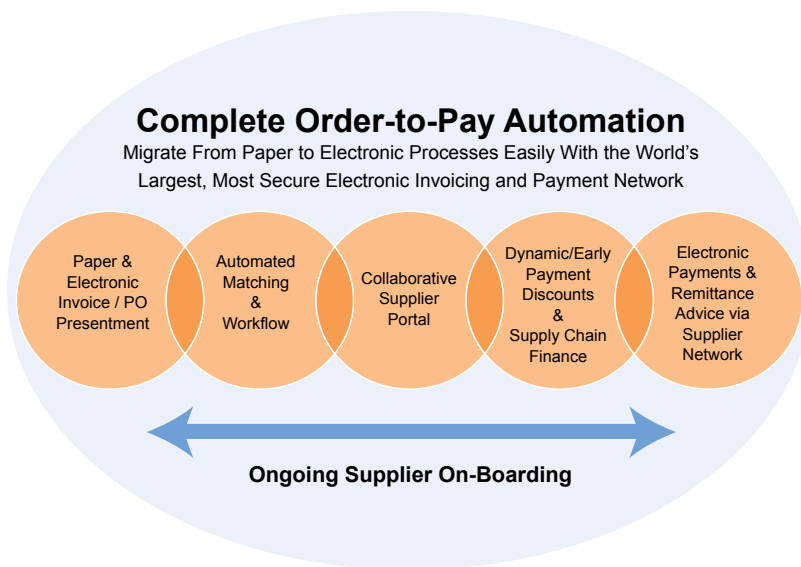 Complete Order-to-Pay Automation
Migrate From Paper to Electronic Processes Easily With the World's
Largest, Most Secure Electronic Invoicing and Payment Network
Paper &
Electronic
Invoice / PO
Presentment
Automated
Matching
&
Workflow
Collaborative
Supplier
Portal
Dynamic/Early
Payment
Discounts
&
Supply Chain
Finance
Electronic
Payments &
Remittance
Advice via
Supplier
Network
Ongoing Supplier On-Boarding